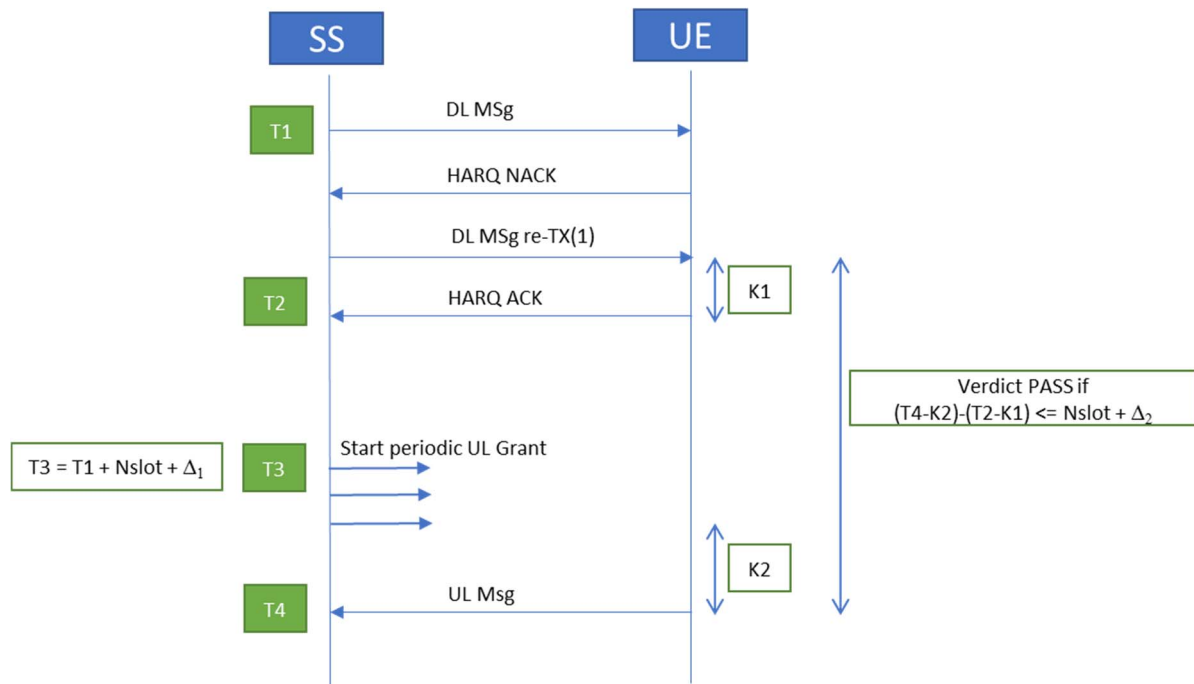 SS
UE
DL MSg
T1
HARQ NACK
DL MSg re-TX(1)
K1
HARQ ACK
T2
Verdict PASS if
(T4-K2)-(T2-K1) <= Nslot + Δ₂
Start periodic UL Grant
T3 = T1 + Nslot + Δ₁
T3
K2
UL Msg
T4